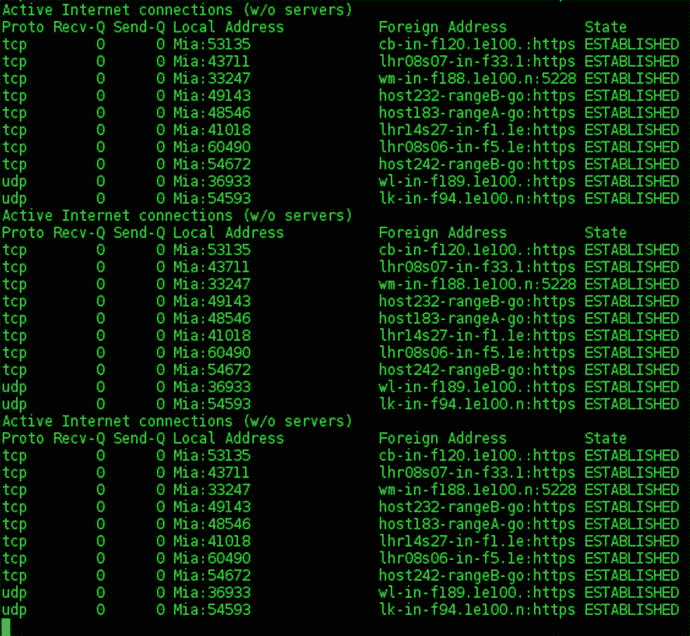 Active Internet connections (w/o servers)
Proto Recv-Q Send-Q Local Address           Foreign Address         State
tcp        0      0 Mia:53135               cb-in-f120.1e100.:https ESTABLISHED
tcp        0      0 Mia:43711               lhr08s07-in-f33.1:https ESTABLISHED
tcp        0      0 Mia:33247               wm-in-f188.1e100.n:5228 ESTABLISHED
tcp        0      0 Mia:49143               host232-rangeB-go:https ESTABLISHED
tcp        0      0 Mia:48546               host183-rangeA-go:https ESTABLISHED
tcp        0      0 Mia:41018               lhr14s27-in-f1.1e:https ESTABLISHED
tcp        0      0 Mia:60490               lhr08s06-in-f5.1e:https ESTABLISHED
tcp        0      0 Mia:54672               host242-rangeB-go:https ESTABLISHED
udp        0      0 Mia:36933               wl-in-f189.1e100.:https ESTABLISHED
udp        0      0 Mia:54593               lk-in-f94.1e100.n:https ESTABLISHED
Active Internet connections (w/o servers)
Proto Recv-Q Send-Q Local Address           Foreign Address         State
tcp        0      0 Mia:53135               cb-in-f120.1e100.:https ESTABLISHED
tcp        0      0 Mia:43711               lhr08s07-in-f33.1:https ESTABLISHED
tcp        0      0 Mia:33247               wm-in-f188.1e100.n:5228 ESTABLISHED
tcp        0      0 Mia:49143               host232-rangeB-go:https ESTABLISHED
tcp        0      0 Mia:48546               host183-rangeA-go:https ESTABLISHED
tcp        0      0 Mia:41018               lhr14s27-in-f1.1e:https ESTABLISHED
tcp        0      0 Mia:60490               lhr08s06-in-f5.1e:https ESTABLISHED
tcp        0      0 Mia:54672               host242-rangeB-go:https ESTABLISHED
udp        0      0 Mia:36933               wl-in-f189.1e100.:https ESTABLISHED
udp        0      0 Mia:54593               lk-in-f94.1e100.n:https ESTABLISHED
Active Internet connections (w/o servers)
Proto Recv-Q Send-Q Local Address           Foreign Address         State
tcp        0      0 Mia:53135               cb-in-f120.1e100.:https ESTABLISHED
tcp        0      0 Mia:43711               lhr08s07-in-f33.1:https ESTABLISHED
tcp        0      0 Mia:33247               wm-in-f188.1e100.n:5228 ESTABLISHED
tcp        0      0 Mia:49143               host232-rangeB-go:https ESTABLISHED
tcp        0      0 Mia:48546               host183-rangeA-go:https ESTABLISHED
tcp        0      0 Mia:41018               lhr14s27-in-f1.1e:https ESTABLISHED
tcp        0      0 Mia:60490               lhr08s06-in-f5.1e:https ESTABLISHED
tcp        0      0 Mia:54672               host242-rangeB-go:https ESTABLISHED
udp        0      0 Mia:36933               wl-in-f189.1e100.:https ESTABLISHED
udp        0      0 Mia:54593               lk-in-f94.1e100.n:https ESTABLISHED